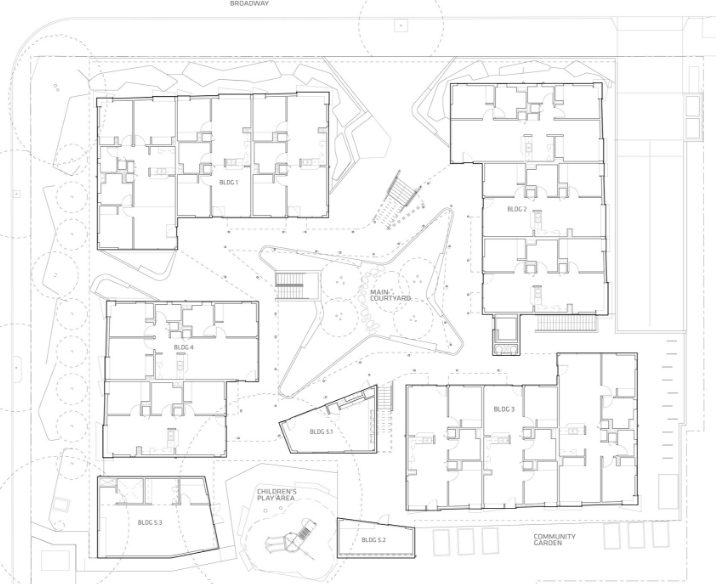 BROADWAY
BLDG 1
BLDG 2
MAIN
COURTYARD
BLDG 4
BLDG 3
BLDG 5.1
CHILDREN'S
PLAY AREA
BLDG 5.3
BLDG 5.2
COMMUNITY
GARDEN